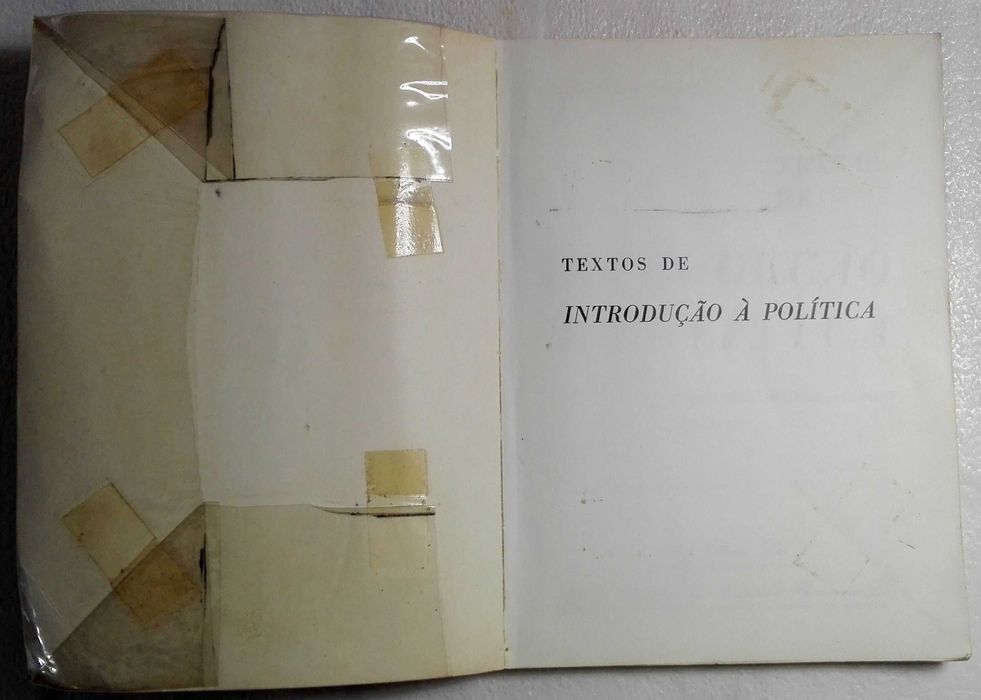 TEXTOS DE
INTRODUÇÃO À POLÍTICA